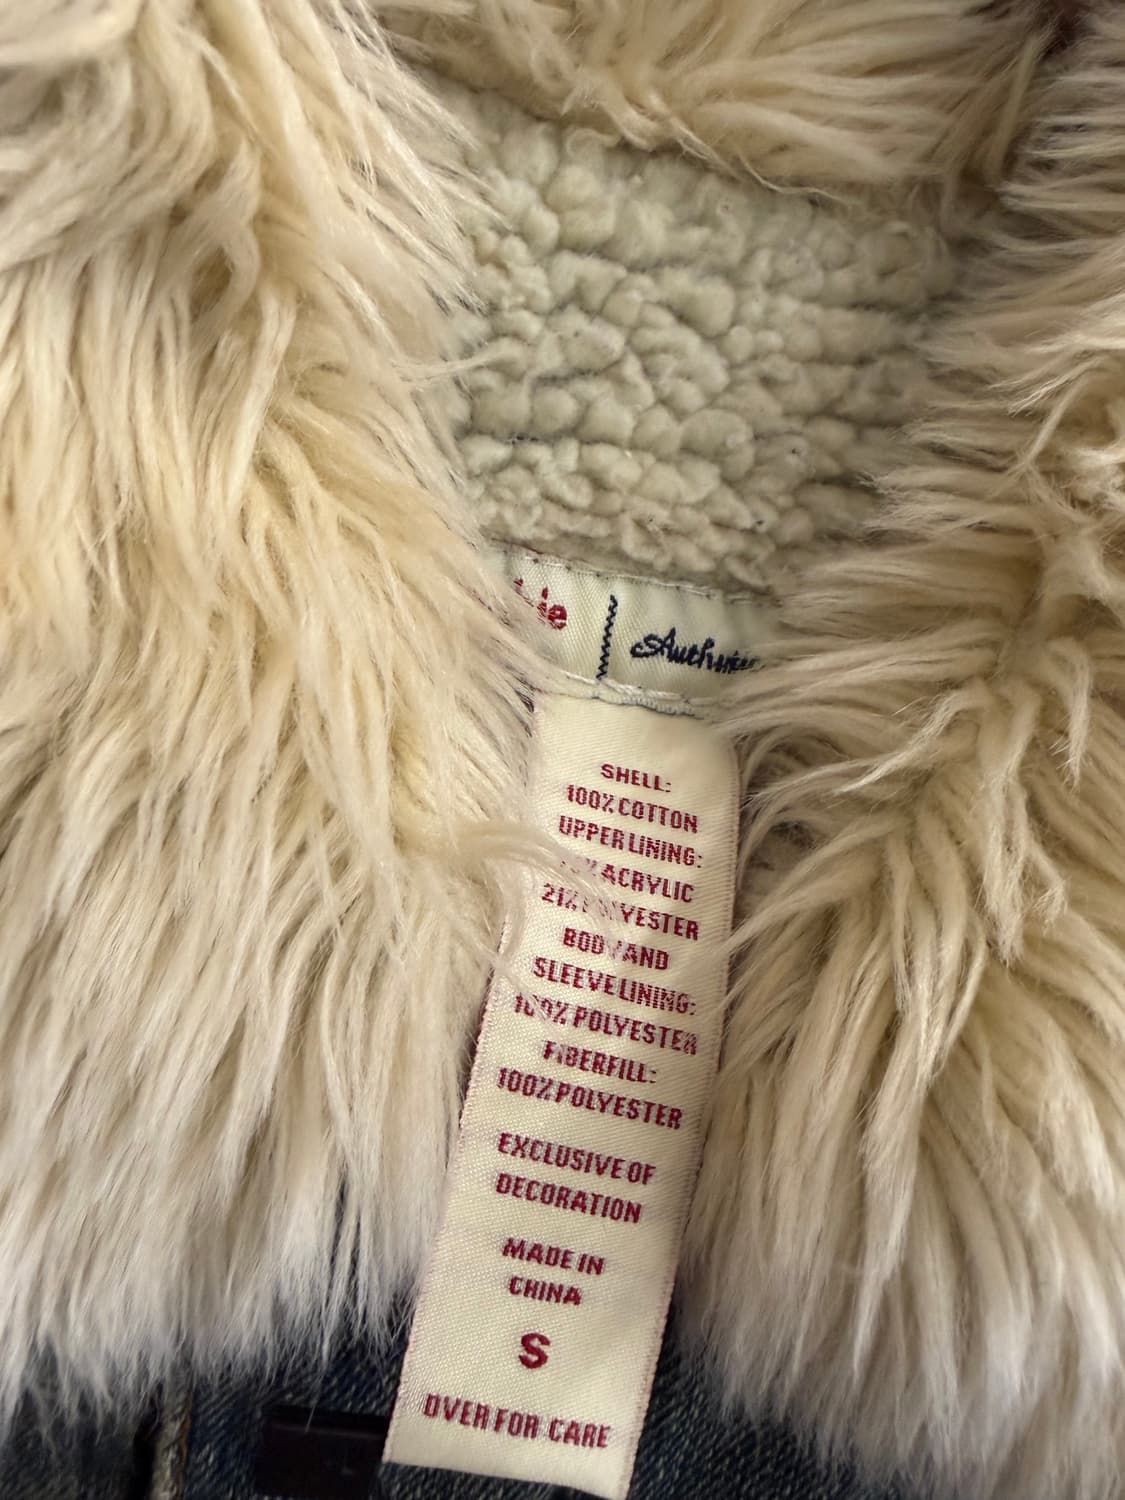 SHELL:
100% COTTON
UPPER LINING:
ACRYLIC
21%
BODY AND
SLEEVE LINING:
100% POLYESTER
FIBERFILL:
100% POLYESTER
EXCLUSIVE OF
DECORATION
MADE IN
CHINA
S
OVER FOR CARE